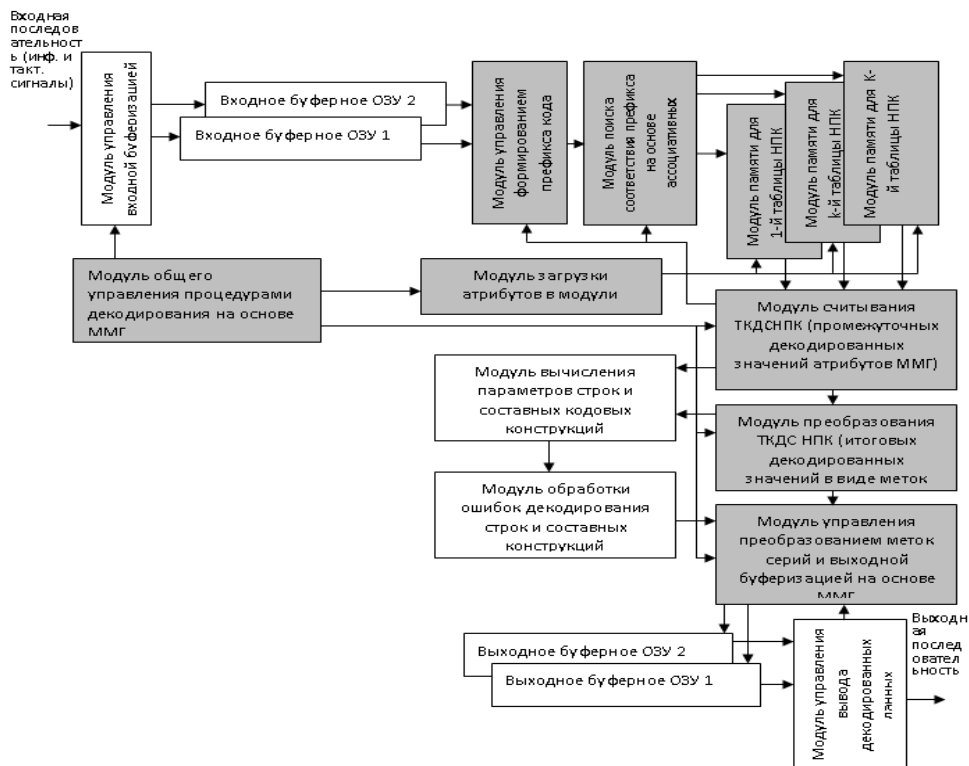 Входная
последов
ательност
ь (инф. и
такт.
сигналы)
Модуль управления
входной буферизацией
Входное буферное ОЗУ 2
Входное буферное ОЗУ 1
Модуль управления
формированием
префикса кода
Модуль поиска
соответствия префикса
на основе
ассоциативных
Модуль памяти для
1-й таблицы НПК
Модуль памяти для
k-й таблицы НПК
Модуль памяти для K-
й таблицы НПК
Модуль общего
управления процедурами
декодирования на основе
ММГ
Модуль загрузки
атрибутов в модули
Модуль считывания
ТКДСНПК (промежуточных
декодированных
значений атрибутов ММГ)
Модуль вычисления
параметров строк и
составных кодовых
конструкций
Модуль преобразования
ТКДС НПК (итоговых
декодированных
значений в виде меток
Модуль обработки
ошибок декодирования
строк и составных
конструкций
Модуль управления
преобразованием меток
серий и выходной
буферизацией на основе
ММГ
Выходное буферное ОЗУ 2
Выходное буферное ОЗУ 1
Модуль управления
вывода
декодированных
данных
Выходн
ая
послед
овател
ьность